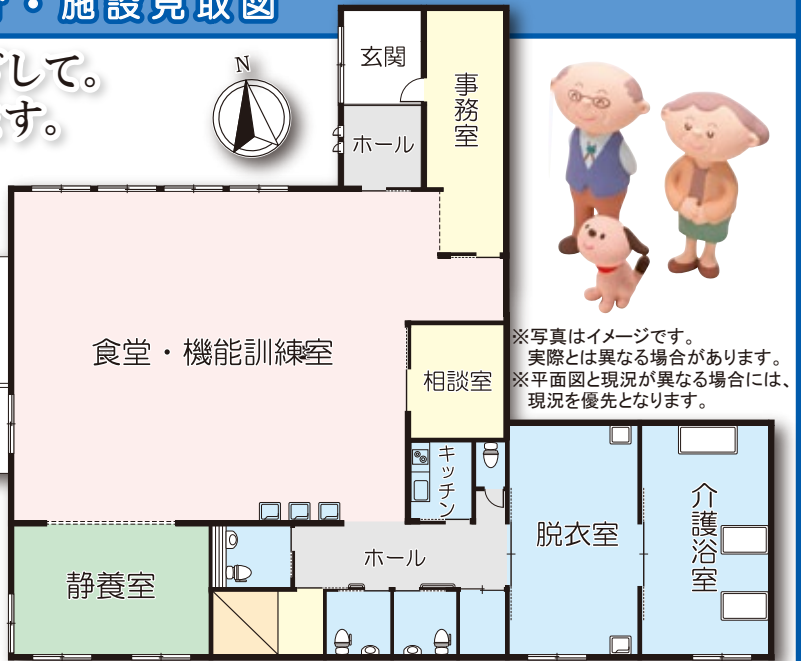 ・施設見取図
して。
す。
N
玄関
事務室
ホール
食堂・機能訓練室
相談室
キッチン
ホール
脱衣室
介護浴室
静養室
※写真はイメージです。
実際とは異なる場合があります。
※平面図と現況が異なる場合には、
現況を優先となります。